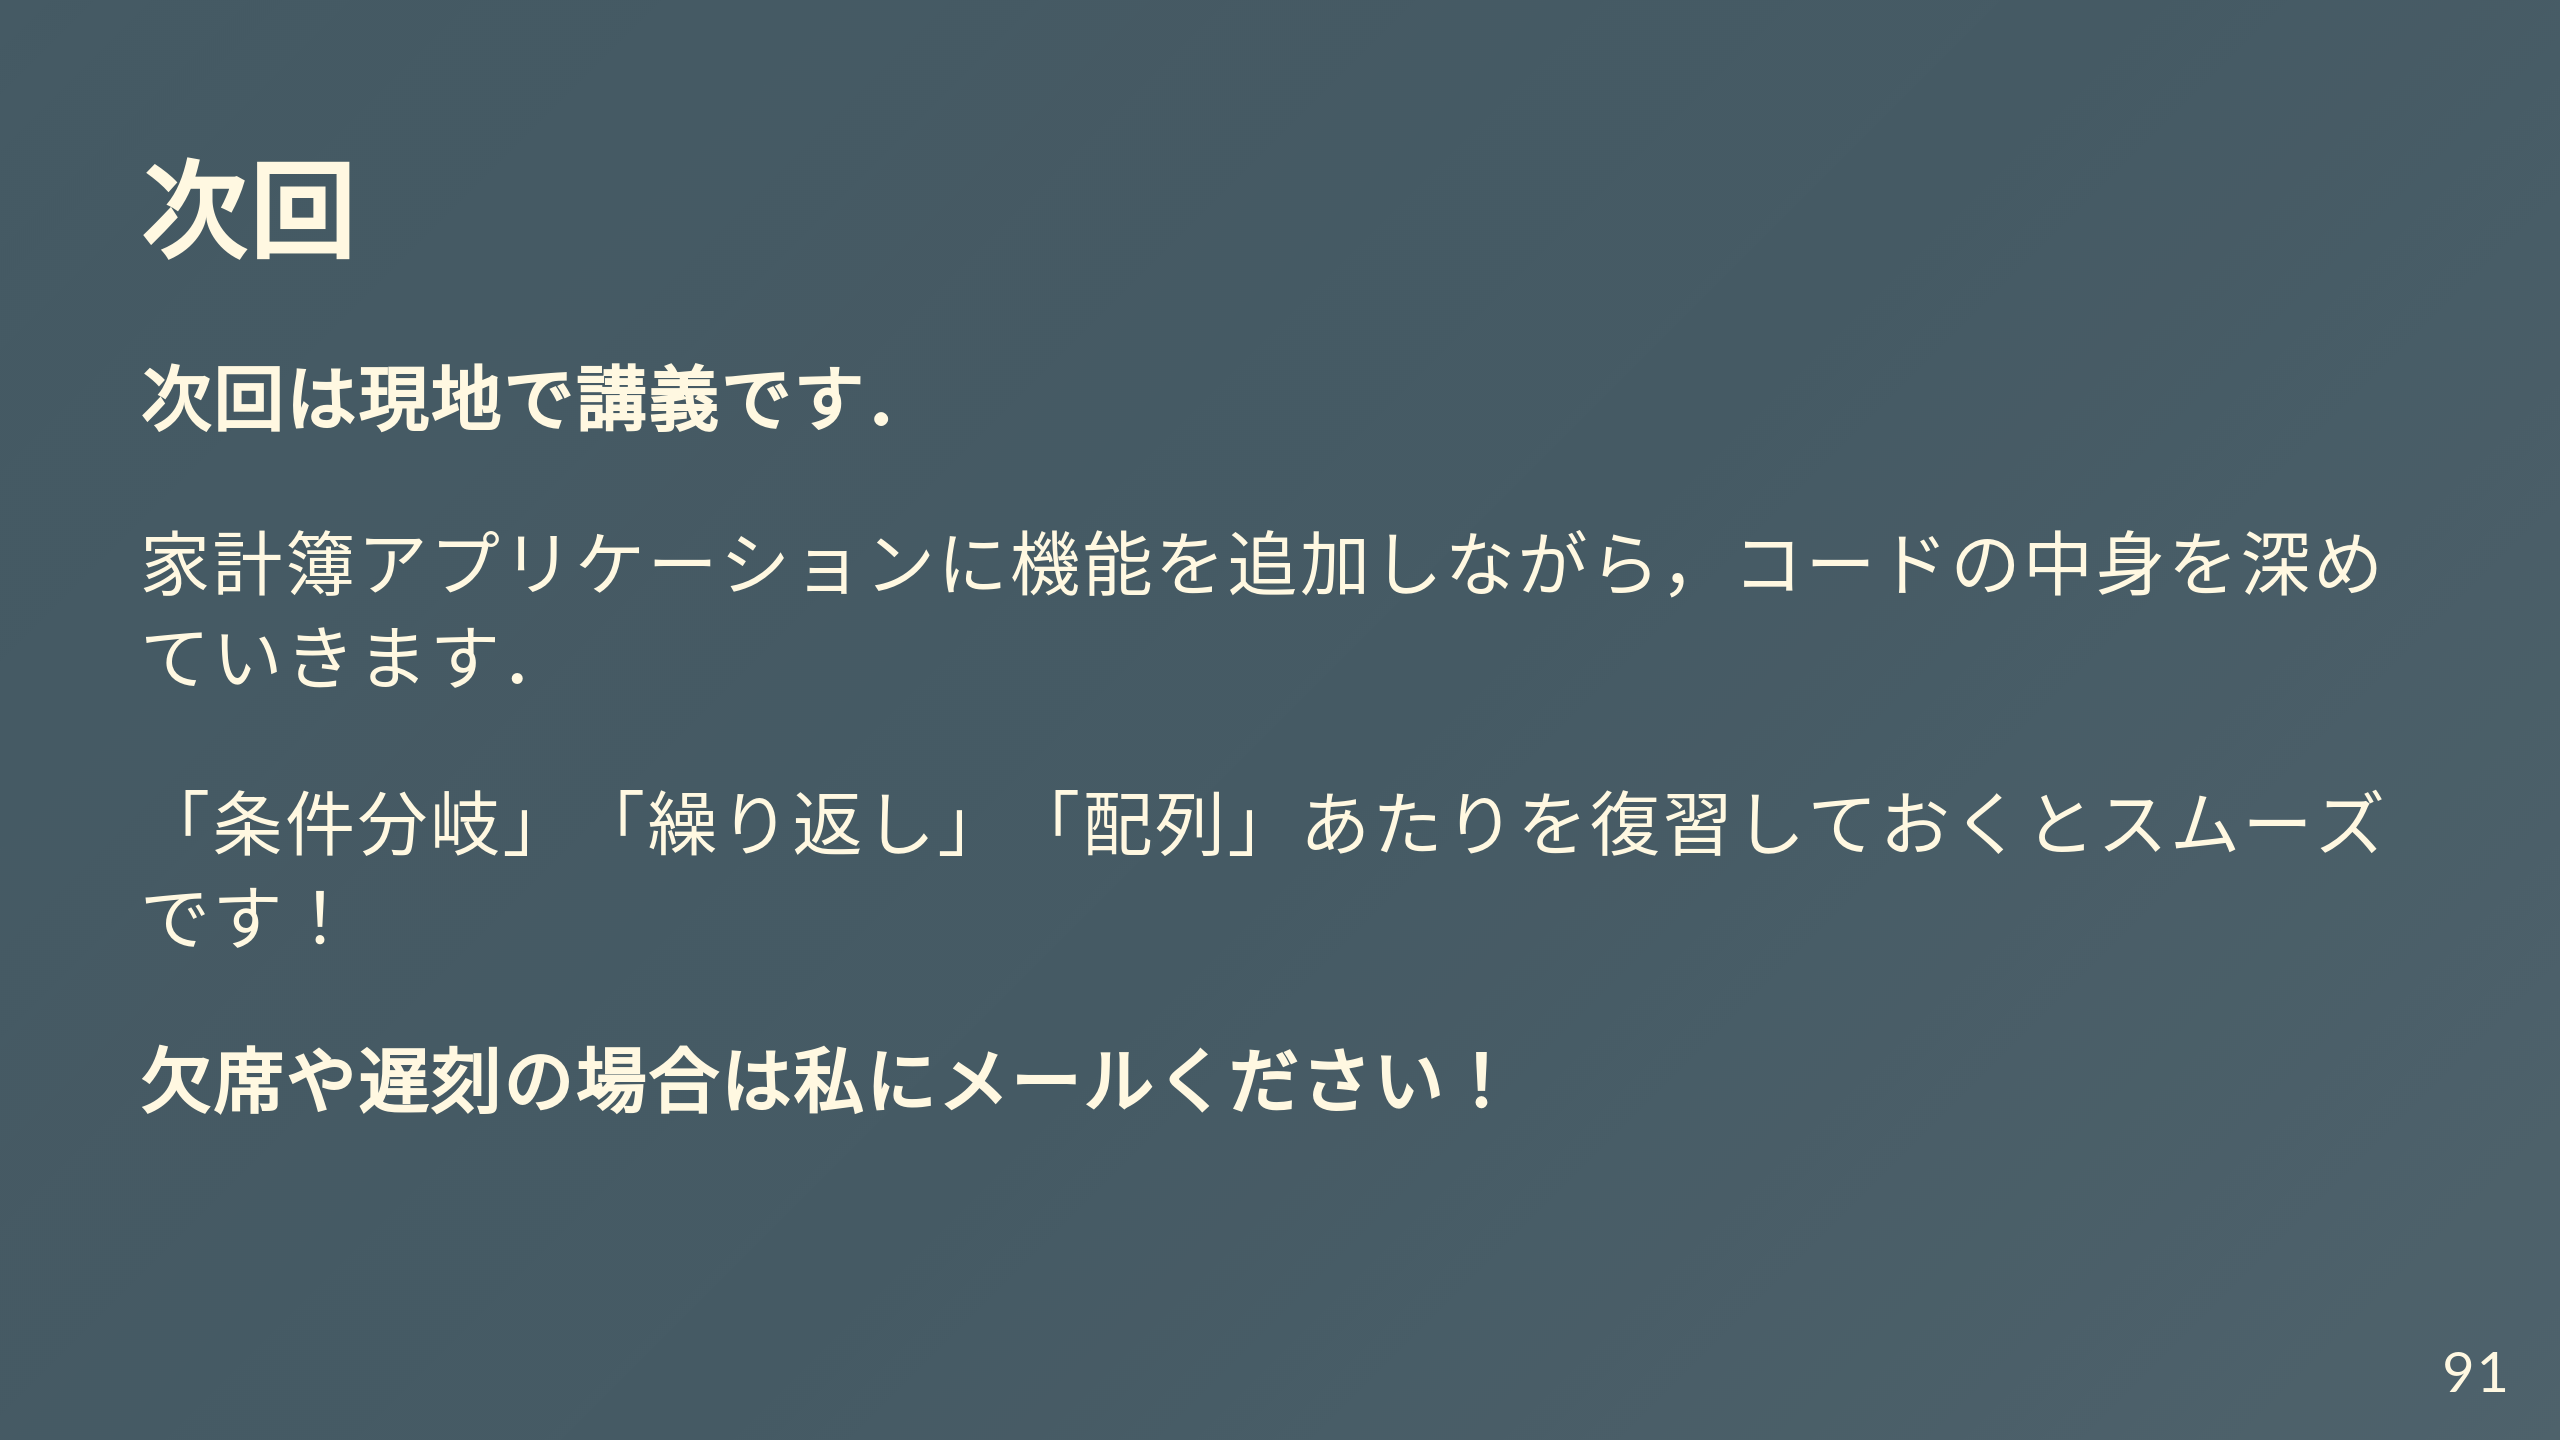 次回
次回は現地で講義です．
家計簿アプリケーションに機能を追加しながら，コードの中身を深め
ていきます．
「条件分岐」「繰り返し」「配列」あたりを復習しておくとスムーズ
です！
欠席や遅刻の場合は私にメールください！
91